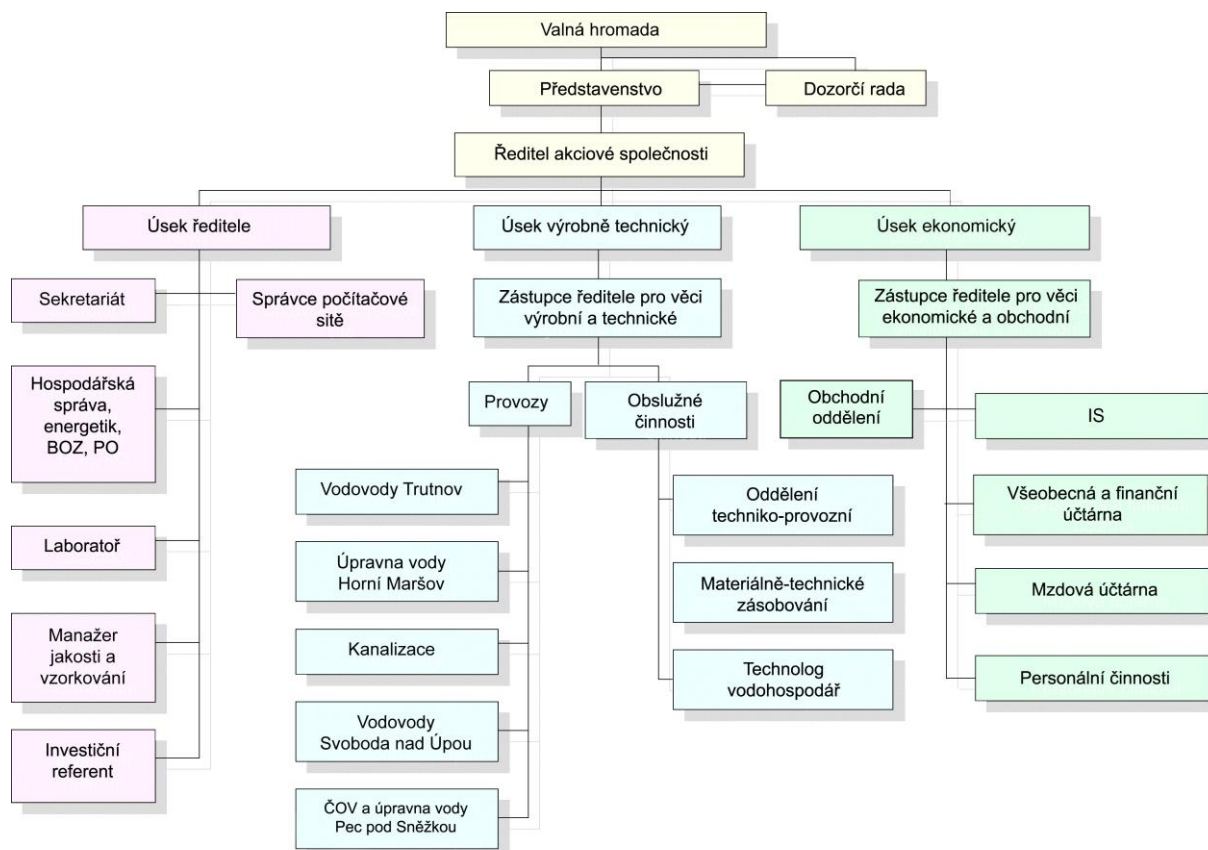 Valná hromada
Představenstvo
Dozorčí rada
Ředitel akciové společnosti
Úsek ředitele
Úsek výrobně technický
Úsek ekonomický
Sekretariát
Správce počítačové
sítě
Zástupce ředitele pro věci
výrobní a technické
Zástupce ředitele pro věci
ekonomické a obchodní
Hospodářská
správa,
energetik,
BOZ, PO
Provozy
Obslužné
činnosti
Obchodní
oddělení
IS
Vodovody Trutnov
Oddělení
techniko-provozní
Všeobecná a finanční
účtárna
Laboratoř
Úpravna vody
Horní Maršov
Materiálně-technické
zásobování
Mzdová účtárna
Manažer
jakosti a
vzorkování
Kanalizace
Technolog
vodohospodář
Personální činnosti
Investiční
referent
Vodovody
Svoboda nad Úpou
ČOV a úpravna vody
Pec pod Sněžkou